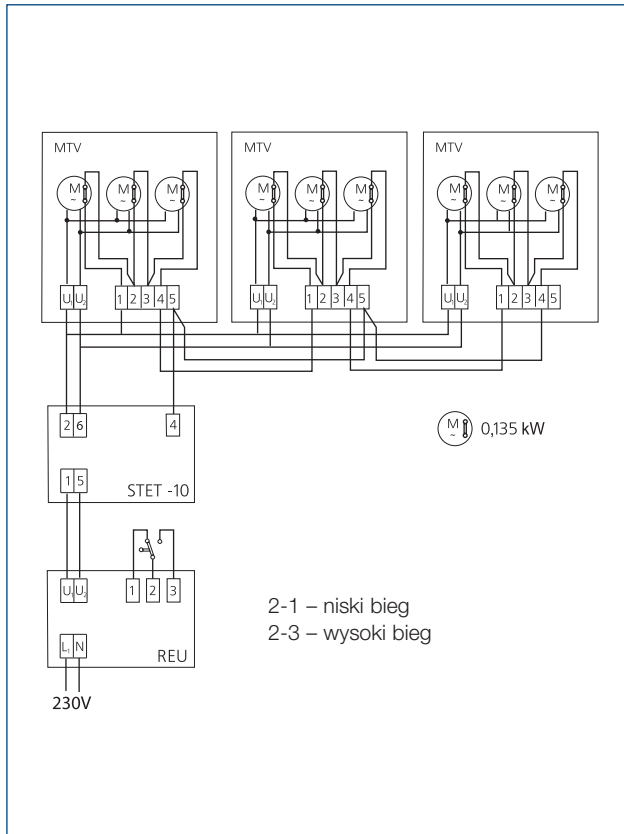 MTV MTV MTV
M ~ M ~ M ~ M ~ M ~ M ~ M ~ M ~ M ~
U₁ U₂ 1 2 3 4 5 U₁ U₂ 1 2 3 4 5 U₁ U₂ 1 2 3 4 5
2 6 4
M ~ 0,135 kW
1 5
STET -10
1 2 3
U₁ U₂
2-1 – niski bieg
2-3 – wysoki bieg
L₁ N
REU
230V